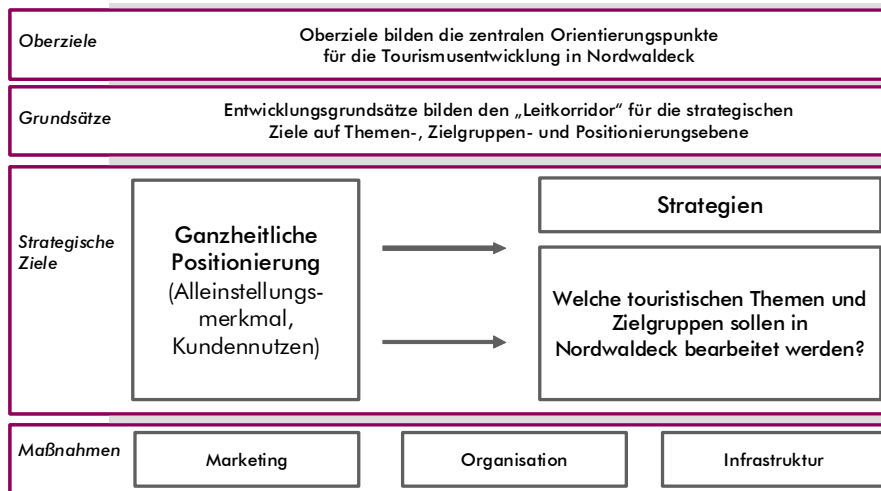 Oberziele
Oberziele bilden die zentralen Orientierungspunkte
für die Tourismusentwicklung in Nordwaldeck
Grundsätze
Entwicklungsgrundsätze bilden den „Leitkorridor“ für die strategischen
Ziele auf Themen-, Zielgruppen- und Positionierungsebene
Strategische
Ziele
Ganzheitliche
Positionierung
(Alleinstellungs-
merkmal,
Kundennutzen)
Strategien
Welche touristischen Themen und
Zielgruppen sollen in
Nordwaldeck bearbeitet werden?
Maßnahmen
Marketing
Organisation
Infrastruktur